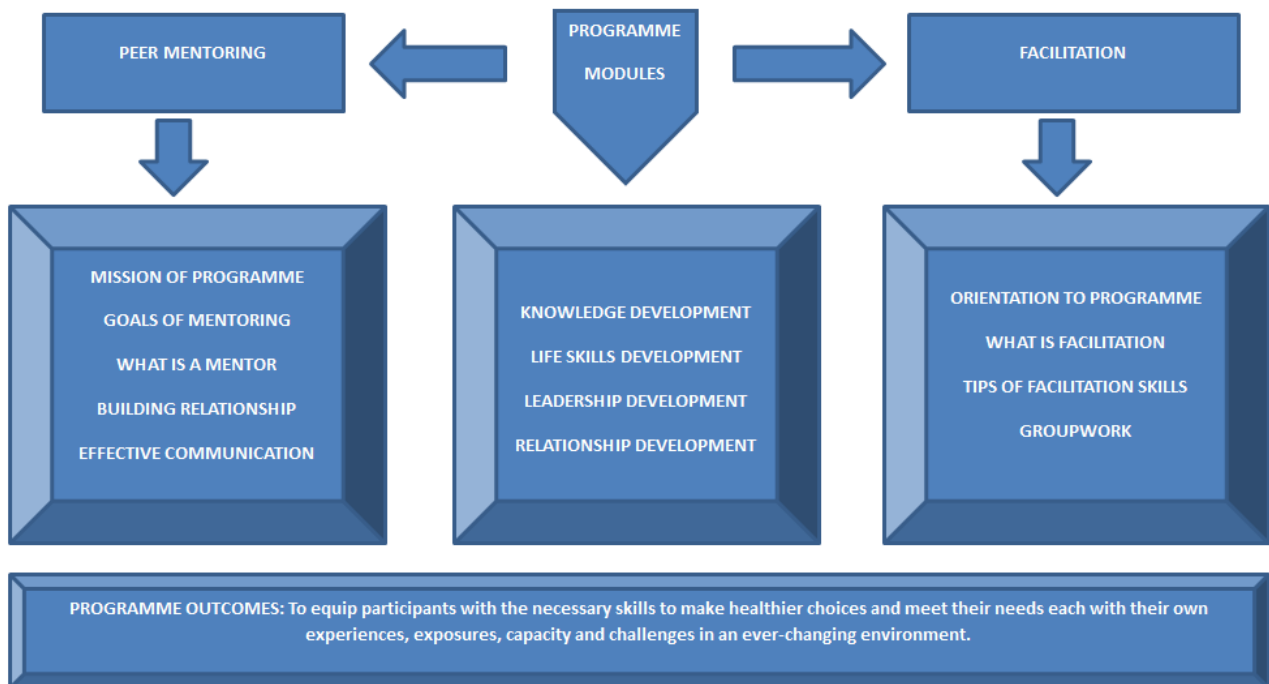 PEER MENTORING
PROGRAMME
MODULES
FACILITATION
MISSION OF PROGRAMME
GOALS OF MENTORING
WHAT IS A MENTOR
BUILDING RELATIONSHIP
EFFECTIVE COMMUNICATION
KNOWLEDGE DEVELOPMENT
LIFE SKILLS DEVELOPMENT
LEADERSHIP DEVELOPMENT
RELATIONSHIP DEVELOPMENT
ORIENTATION TO PROGRAMME
WHAT IS FACILITATION
TIPS OF FACILITATION SKILLS
GROUPWORK
PROGRAMME OUTCOMES: To equip participants with the necessary skills to make healthier choices and meet their needs each with their own
experiences, exposures, capacity and challenges in an ever-changing environment.